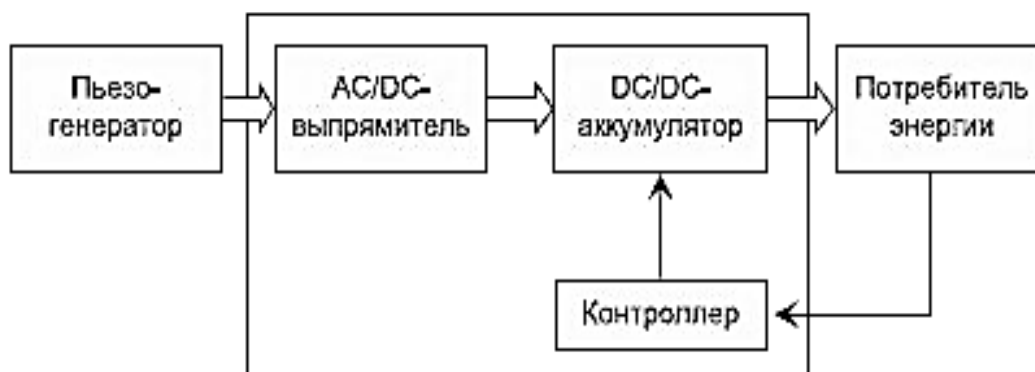 Пьезо-
генератор
AC/DC-
выпрямитель
DC/DC-
аккумулятор
Потребитель
энергии
Контроллер